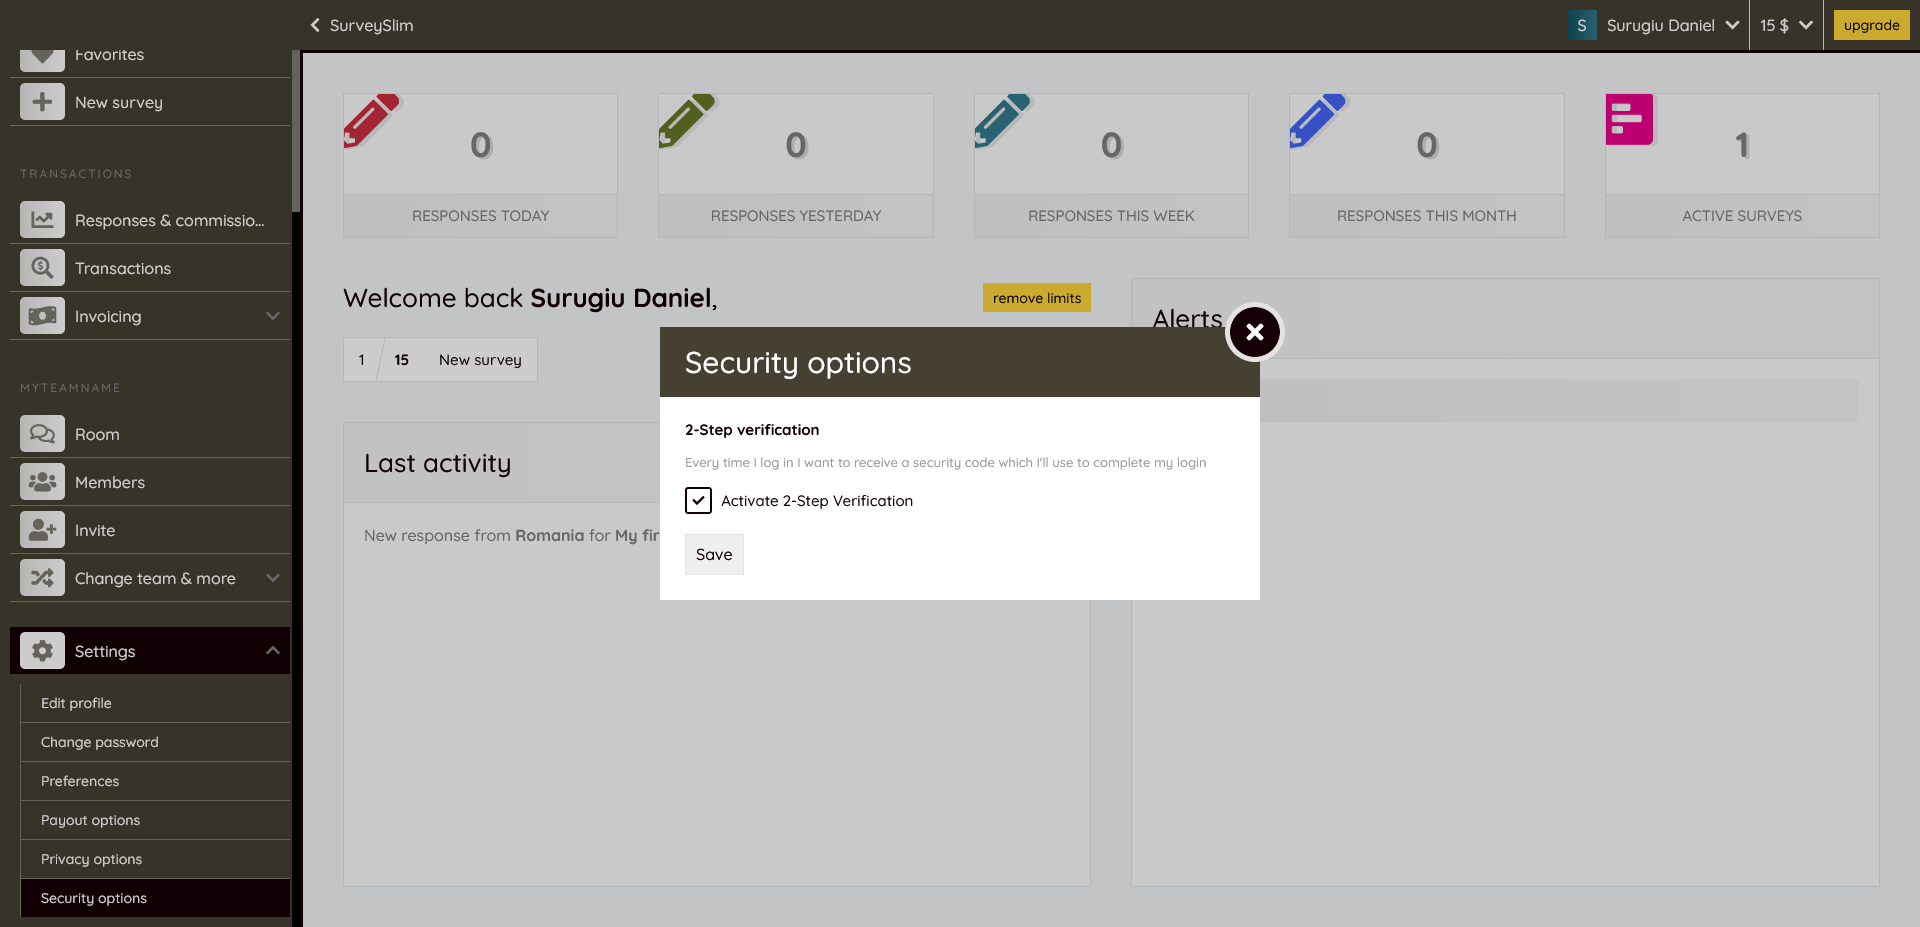 SurveySlim
S
Surugiu Daniel
15 $
upgrade
Favorites
New survey
TRANSACTIONS
Responses & commissio...
Transactions
Invoicing
MYTEAMNAME
Room
Members
Invite
Change team & more
Settings
Edit profile
Change password
Preferences
Payout options
Privacy options
Security options
0
RESPONSES TODAY
0
RESPONSES YESTERDAY
0
RESPONSES THIS WEEK
0
RESPONSES THIS MONTH
1
ACTIVE SURVEYS
Welcome back Surugiu Daniel,
remove limits
1 15 New survey
Last activity
New response from Romania for My fir
Alerts
Security options
2-Step verification
Every time I log in I want to receive a security code which I'll use to complete my login
Activate 2-Step Verification
Save